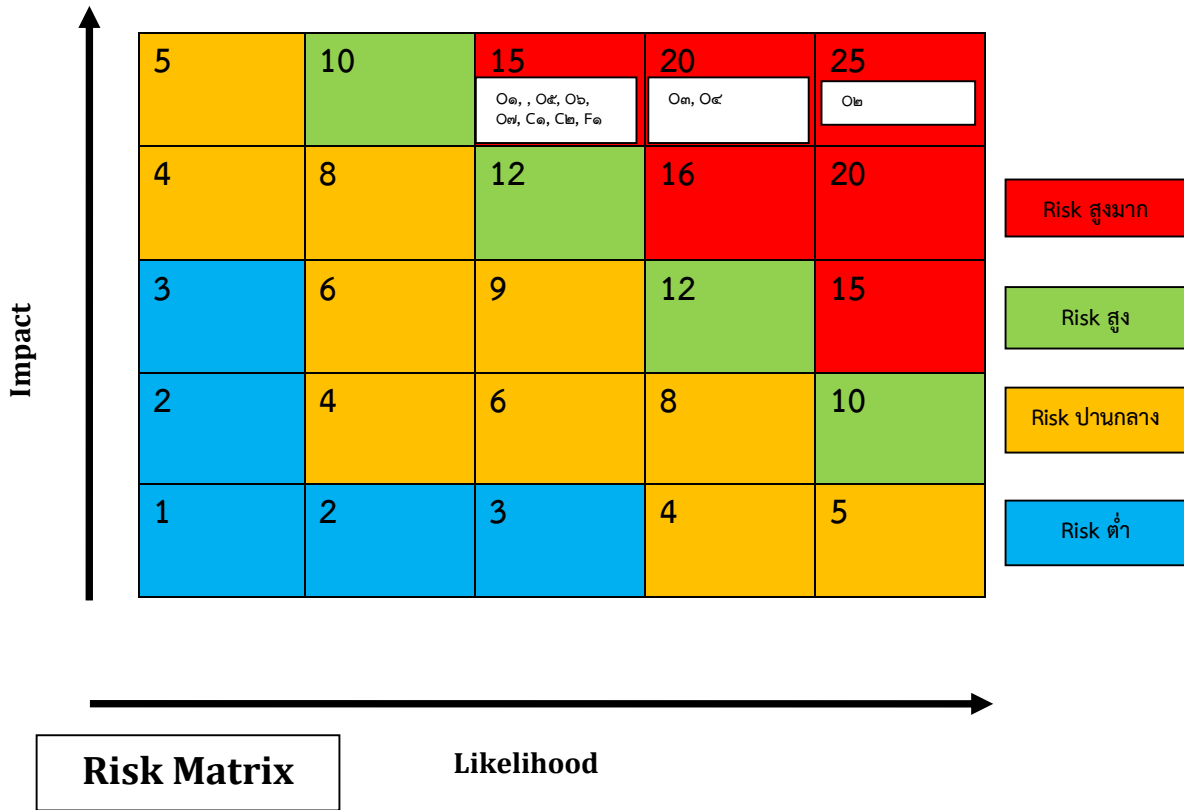 5 10 15 20 25
O๑, , O๕, O๖,
O๗, C๑, C๒, F๑
O๓, O๔
O๒
4 8 12 16 20
Risk สูงมาก
3 6 9 12 15
Risk สูง
2 4 6 8 10
Risk ปานกลาง
1 2 3 4 5
Risk ต่ำ
Impact
Likelihood
Risk Matrix